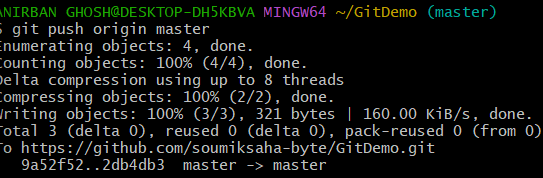 ANIRBAN GHOSH@DESKTOP-DH5KBVA MINGW64 ~/GitDemo (master)
$ git push origin master
Enumerating objects: 4, done.
Counting objects: 100% (4/4), done.
Delta compression using up to 8 threads
Compressing objects: 100% (2/2), done.
Writing objects: 100% (3/3), 321 bytes | 160.00 KiB/s, done.
Total 3 (delta 0), reused 0 (delta 0), pack-reused 0 (from 0)
To https://github.com/soumiksaha-byte/GitDemo.git
9a52f52..2db4db3 master -> master